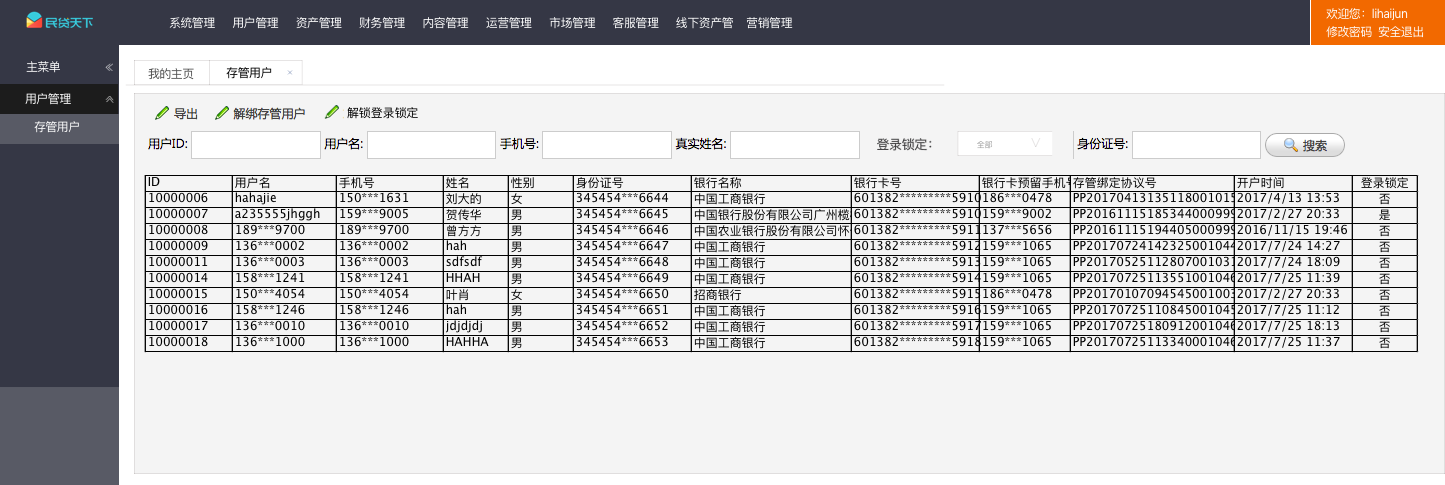 民贷天下 系统管理 用户管理 资产管理 财务管理 内容管理 运营管理 市场管理 客服管理 线下资产管 营销管理 欢迎您：lihaijun
修改密码 安全退出
主菜单
用户管理
存管用户
我的主页 存管用户 ×
导出 解绑存管用户 解锁登录锁定
用户ID: 用户名: 手机号: 真实姓名: 登录锁定： 全部 身份证号: 搜索
ID 用户名 手机号 姓名 性别 身份证号 银行名称 银行卡号 银行卡预留手机号 存管绑定协议号 开户时间 登录锁定
10000006 hahajie 150***1631 刘大的 女 345454***6644 中国工商银行 601382*********5910 186***0478 PP20170413135118001015 2017/4/13 13:53 否
10000007 a235555jhggh 159***9005 贺传华 男 345454***6645 中国银行股份有限公司广州榄 601382*********5910 159***9002 PP20161115185344000999 2017/2/27 20:33 是
10000008 189***9700 189***9700 曾方方 男 345454***6646 中国农业银行股份有限公司怀 601382*********5911 137***5656 PP20161115194405000999 2016/11/15 19:46 否
10000009 136***0002 136***0002 hah 男 345454***6647 中国工商银行 601382*********5912 159***1065 PP20170724142325001044 2017/7/24 14:27 否
10000011 136***0003 136***0003 sdfsdf 男 345454***6648 中国工商银行 601382*********5913 159***1065 PP20170525112807001031 2017/7/24 18:09 否
10000014 158***1241 158***1241 HHAH 男 345454***6649 中国工商银行 601382*********5914 159***1065 PP20170725113551001046 2017/7/25 11:39 否
10000015 150***4054 150***4054 叶肖 女 345454***6650 招商银行 601382*********5915 186***0478 PP20170107094545001003 2017/2/27 20:33 否
10000016 158***1246 158***1246 hah 男 345454***6651 中国工商银行 601382*********5916 159***1065 PP20170725110845001045 2017/7/25 11:12 否
10000017 136***0010 136***0010 jdjdjdj 男 345454***6652 中国工商银行 601382*********5917 159***1065 PP20170725180912001046 2017/7/25 18:13 否
10000018 136***1000 136***1000 HAHHA 男 345454***6653 中国工商银行 601382*********5918 159***1065 PP20170725113340001046 2017/7/25 11:37 否